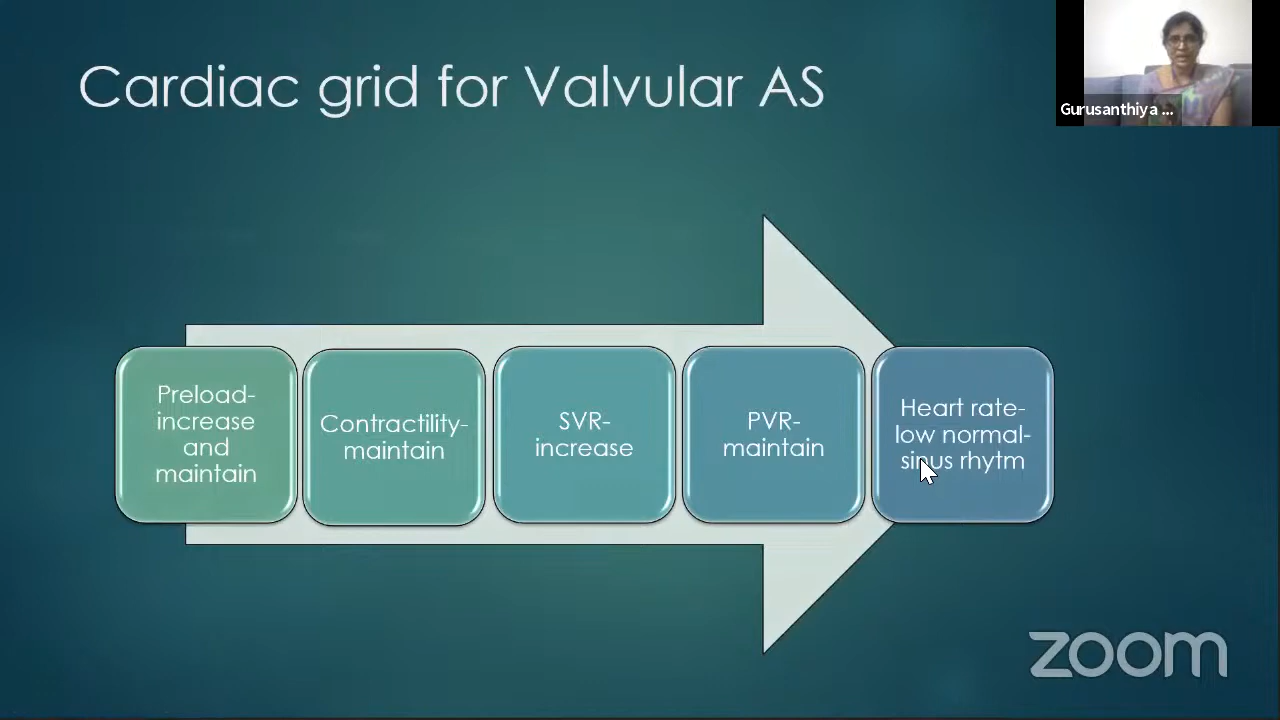 Cardiac grid for Valvular AS
Gurusanthiya ...
Preload-
increase
and
maintain
Contractility-
maintain
SVR-
increase
PVR-
maintain
Heart rate-
low normal-
sinus rhytm
zoom